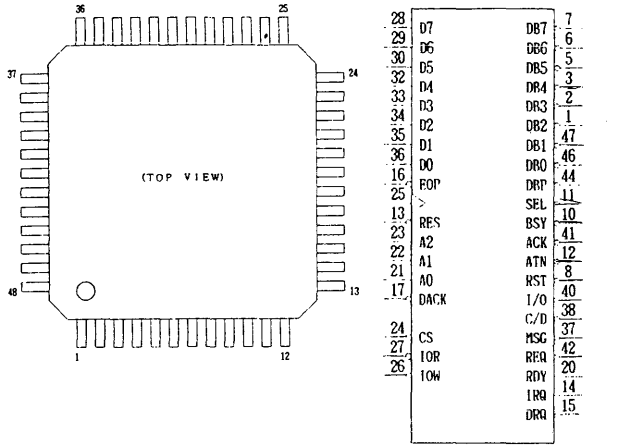 36 25
37 24
(TOP VIEW)
48 13
1 12
28 D7 DB7 7
29 D6 DB6 6
30 D5 DB5 5
32 D4 DB4 3
33 D3 DB3 2
34 D2 DB2 1
35 D1 DB1 47
36 D0 DB0 46
16 EOP DBP 44
25 > SEL 11
13 RES BSY 10
23 A2 ACK 41
22 A1 ATN 12
21 A0 RST 8
17 DACK I/O 40
C/D 38
24 CS MSG 37
27 IOR REQ 42
26 IOW RDY 20
IRQ 14
DRQ 15